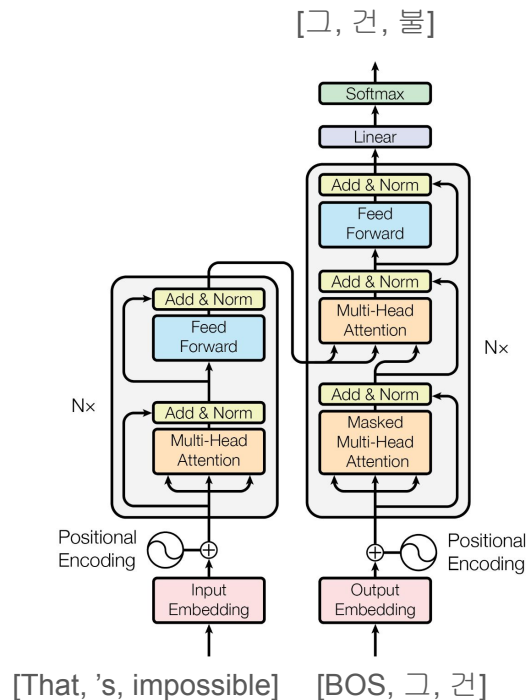 [그, 건, 불]
Softmax
Linear
Add & Norm
Feed
Forward
Add & Norm
Multi-Head
Attention
Add & Norm
Masked
Multi-Head
Attention
N×
Add & Norm
Feed
Forward
Add & Norm
Multi-Head
Attention
N×
Positional
Encoding
Positional
Encoding
Input
Embedding
Output
Embedding
[That, 's, impossible]
[BOS, 그, 건]